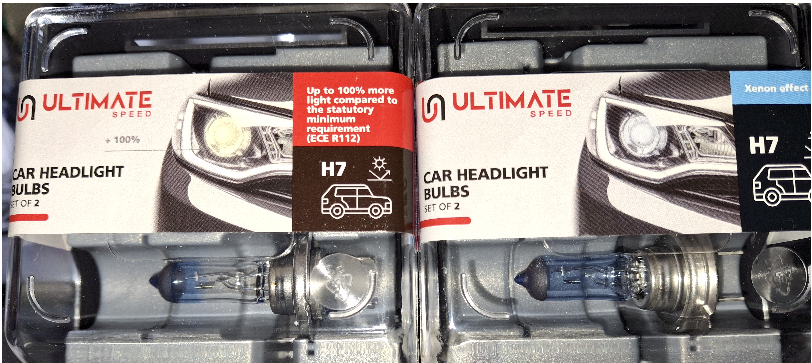 ULTIMATE
SPEED
+ 100%
CAR HEADLIGHT
BULBS
SET OF 2
Up to 100% more
light compared to
the statutory
minimum
requirement
(ECE R112)
H7
ULTIMATE
SPEED
CAR HEADLIGHT
BULBS
SET OF 2
Xenon effect
H7